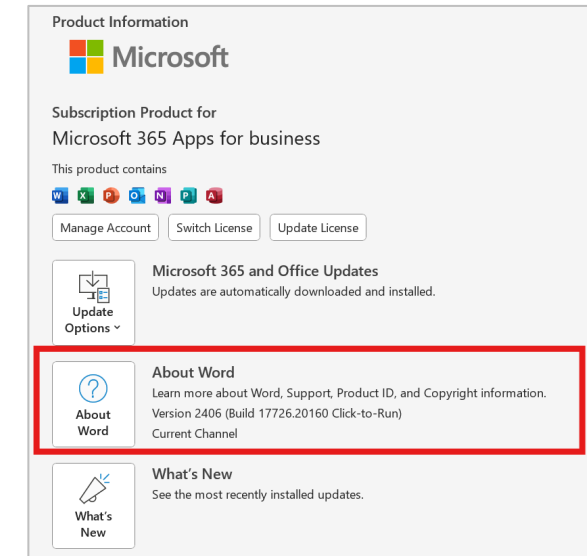 Product Information
Microsoft
Subscription Product for
Microsoft 365 Apps for business
This product contains
W X P O N P A
Manage Account Switch License Update License
Microsoft 365 and Office Updates
Updates are automatically downloaded and installed.
Update
Options
About Word
Learn more about Word, Support, Product ID, and Copyright information.
Version 2406 (Build 17726.20160 Click-to-Run)
Current Channel
About
Word
What's New
See the most recently installed updates.
What's
New